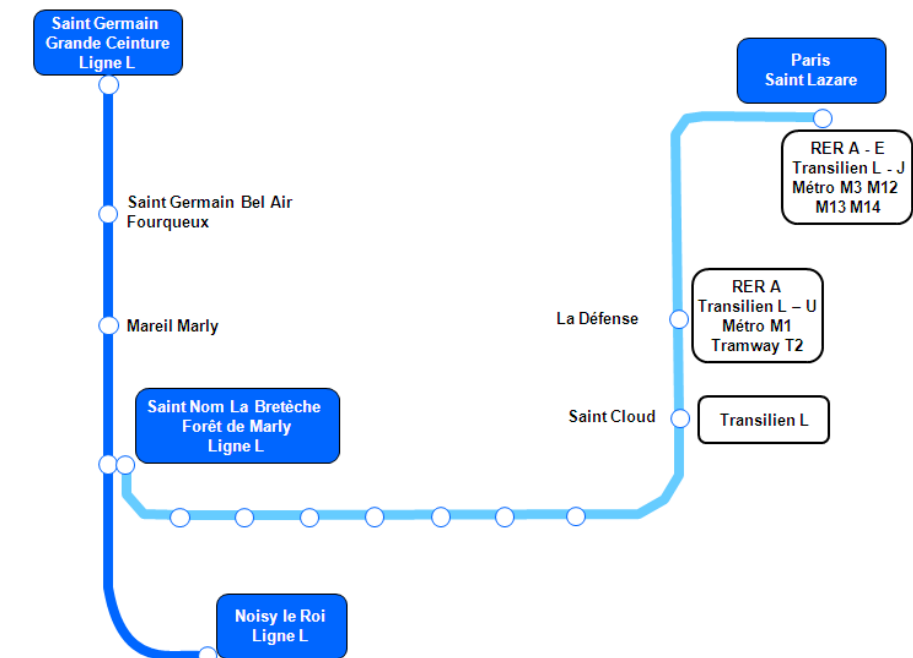 Saint Germain
Grande Ceinture
Ligne L
Paris
Saint Lazare
RER A - E
Transilien L - J
Métro M3 M12
M13 M14
Saint Germain Bel Air
Fourqueux
Mareil Marly
La Défense
RER A
Transilien L – U
Métro M1
Tramway T2
Saint Nom La Bretèche
Forêt de Marly
Ligne L
Saint Cloud
Transilien L
Noisy le Roi
Ligne L